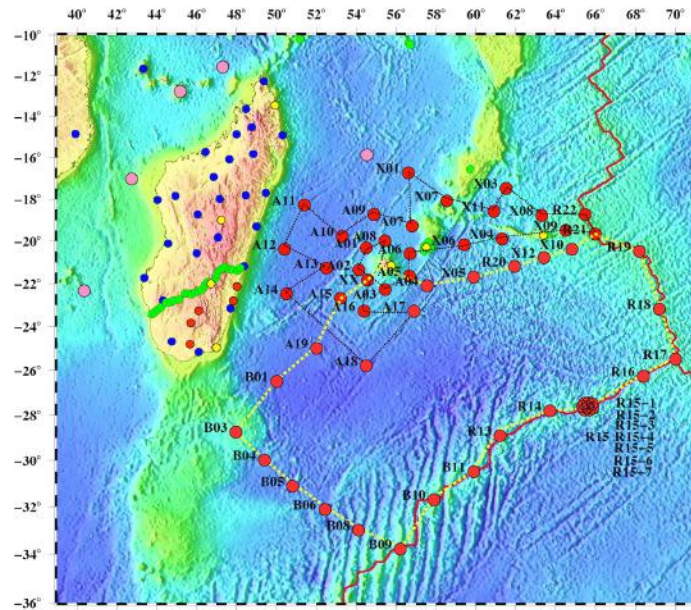 40° 42° 44° 46° 48° 50° 52° 54° 56° 58° 60° 62° 64° 66° 68° 70°
-10°
-12°
-14°
-16°
X01
-18°
A11 A09 X07 X03
X11 X08 R22
A10 A07
-20°
A12 A01 A08 A06 X06 X04 X09 R21
X10 R19
A13 A02 X12
-22°
A14 XX A05 A04 X05 R20
A15 A03
A16 A17 R18
-24°
A19
A18 R17
-26°
B01 R16
-28°
B03 R14 R15-1
R15-2
R15-3
R13 R15 R15-4
R15-5
R15-6
R15-7
-30°
B04 B11
B05
-32°
B06 B10
B08
-34°
B09
-36°